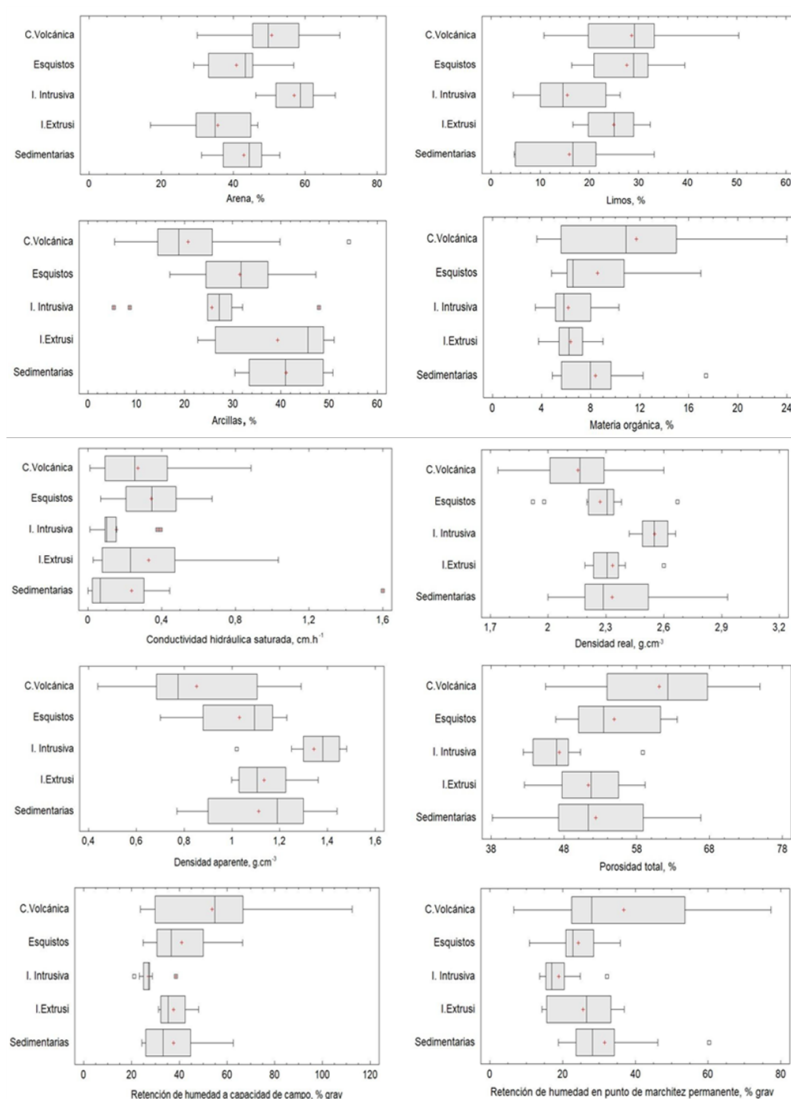 C.Volcánica
Esquistos
I. Intrusiva
I.Extrusi
Sedimentarias
0 20 40 60 80
Arena, %
C.Volcánica
Esquistos
I. Intrusiva
I.Extrusi
Sedimentarias
0 10 20 30 40 50 60
Limos, %
C.Volcánica
Esquistos
I. Intrusiva
I.Extrusi
Sedimentarias
0 10 20 30 40 50 60
Arcillas, %
C.Volcánica
Esquistos
I. Intrusiva
I.Extrusi
Sedimentarias
0 4 8 12 16 20 24
Materia orgánica, %
C.Volcánica
Esquistos
I. Intrusiva
I.Extrusi
Sedimentarias
0 0,4 0,8 1,2 1,6
Conductividad hidráulica saturada, cm.h-1
C.Volcánica
Esquistos
I. Intrusiva
I.Extrusi
Sedimentarias
1,7 2 2,3 2,6 2,9 3,2
Densidad real, g.cm-3
C.Volcánica
Esquistos
I. Intrusiva
I.Extrusi
Sedimentarias
0,4 0,6 0,8 1 1,2 1,4 1,6
Densidad aparente, g.cm-3
C.Volcánica
Esquistos
I. Intrusiva
I.Extrusi
Sedimentarias
38 48 58 68 78
Porosidad total, %
C.Volcánica
Esquistos
I. Intrusiva
I.Extrusi
Sedimentarias
0 20 40 60 80 100 120
Retención de humedad a capacidad de campo, % grav
C.Volcánica
Esquistos
I. Intrusiva
I.Extrusi
Sedimentarias
0 20 40 60 80
Retención de humedad en punto de marchitez permanente, % grav